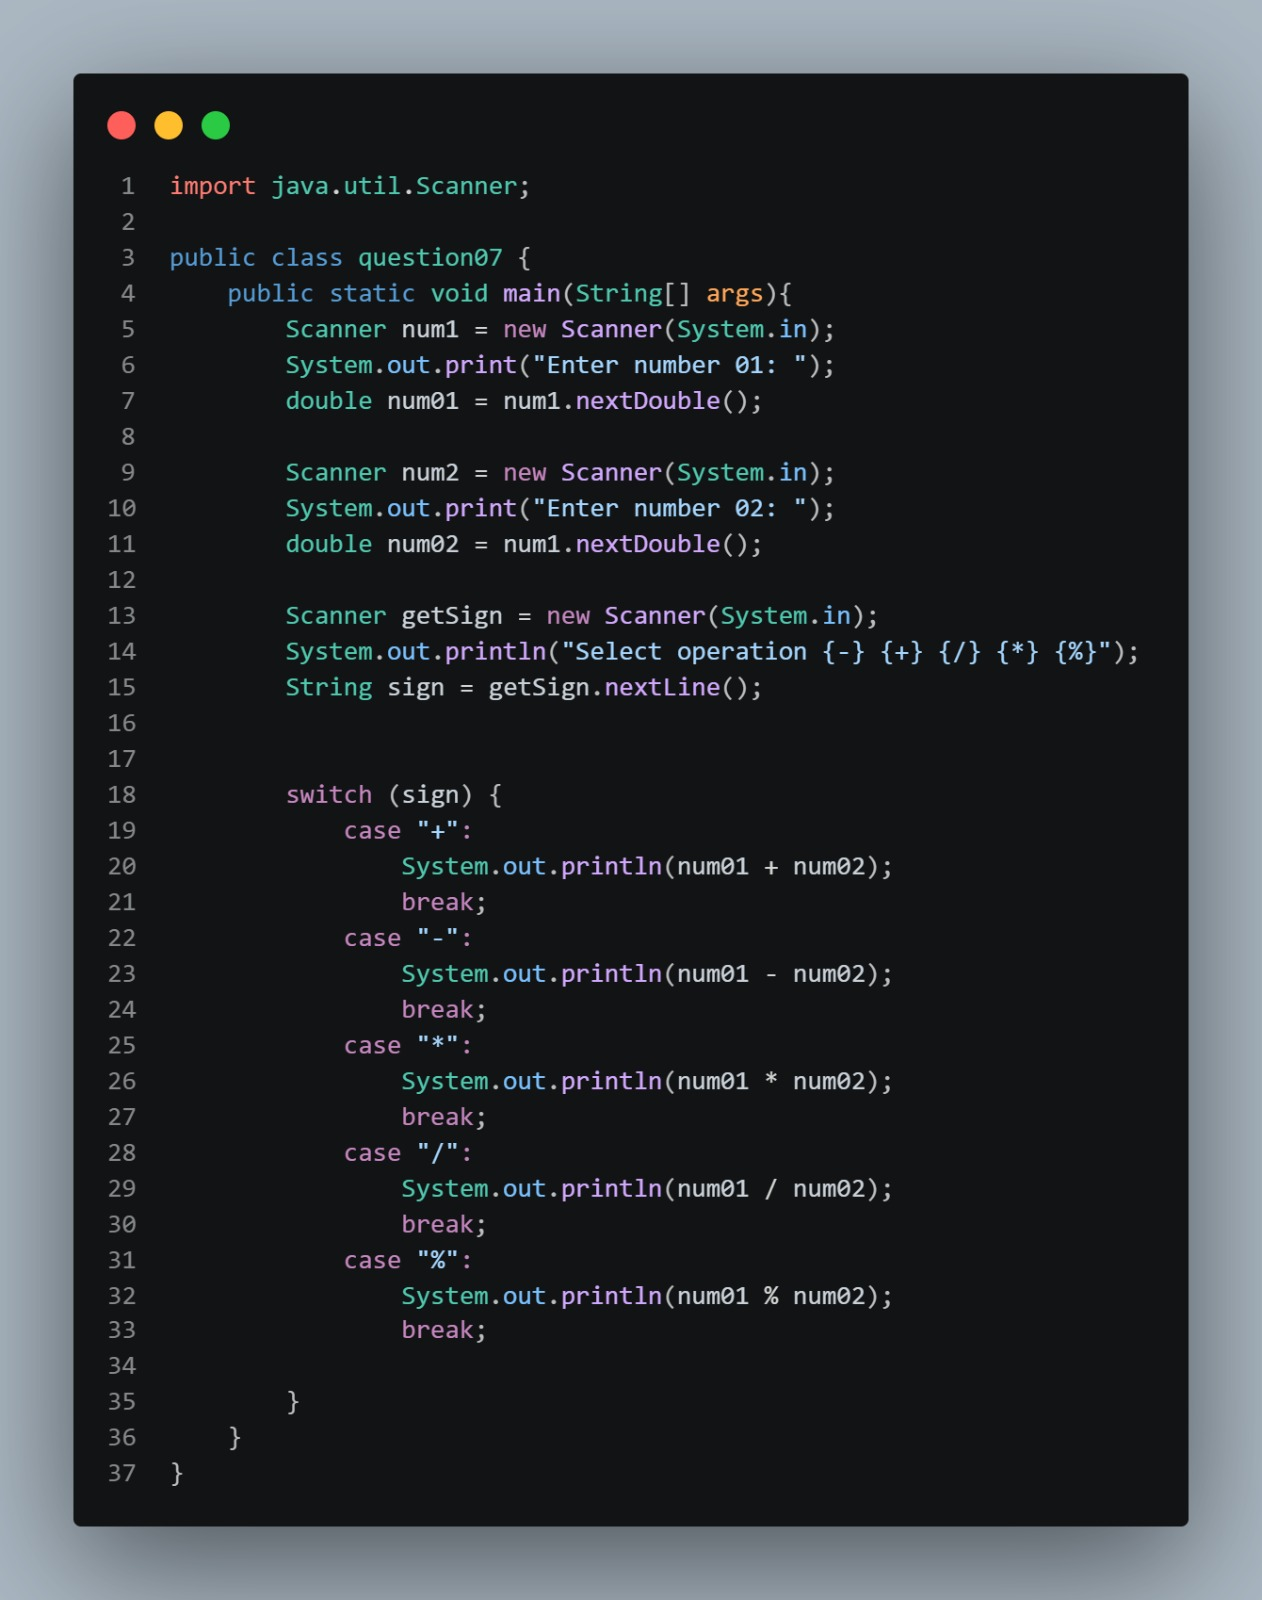 1 import java.util.Scanner;
2
3 public class question07 {
4     public static void main(String[] args){
5         Scanner num1 = new Scanner(System.in);
6         System.out.print("Enter number 01: ");
7         double num01 = num1.nextDouble();
8
9         Scanner num2 = new Scanner(System.in);
10         System.out.print("Enter number 02: ");
11         double num02 = num1.nextDouble();
12
13         Scanner getSign = new Scanner(System.in);
14         System.out.println("Select operation {-} {+} {/} {*} {%}");
15         String sign = getSign.nextLine();
16
17
18         switch (sign) {
19             case "+":
20                 System.out.println(num01 + num02);
21                 break;
22             case "-":
23                 System.out.println(num01 - num02);
24                 break;
25             case "*":
26                 System.out.println(num01 * num02);
27                 break;
28             case "/":
29                 System.out.println(num01 / num02);
30                 break;
31             case "%":
32                 System.out.println(num01 % num02);
33                 break;
34
35         }
36     }
37 }